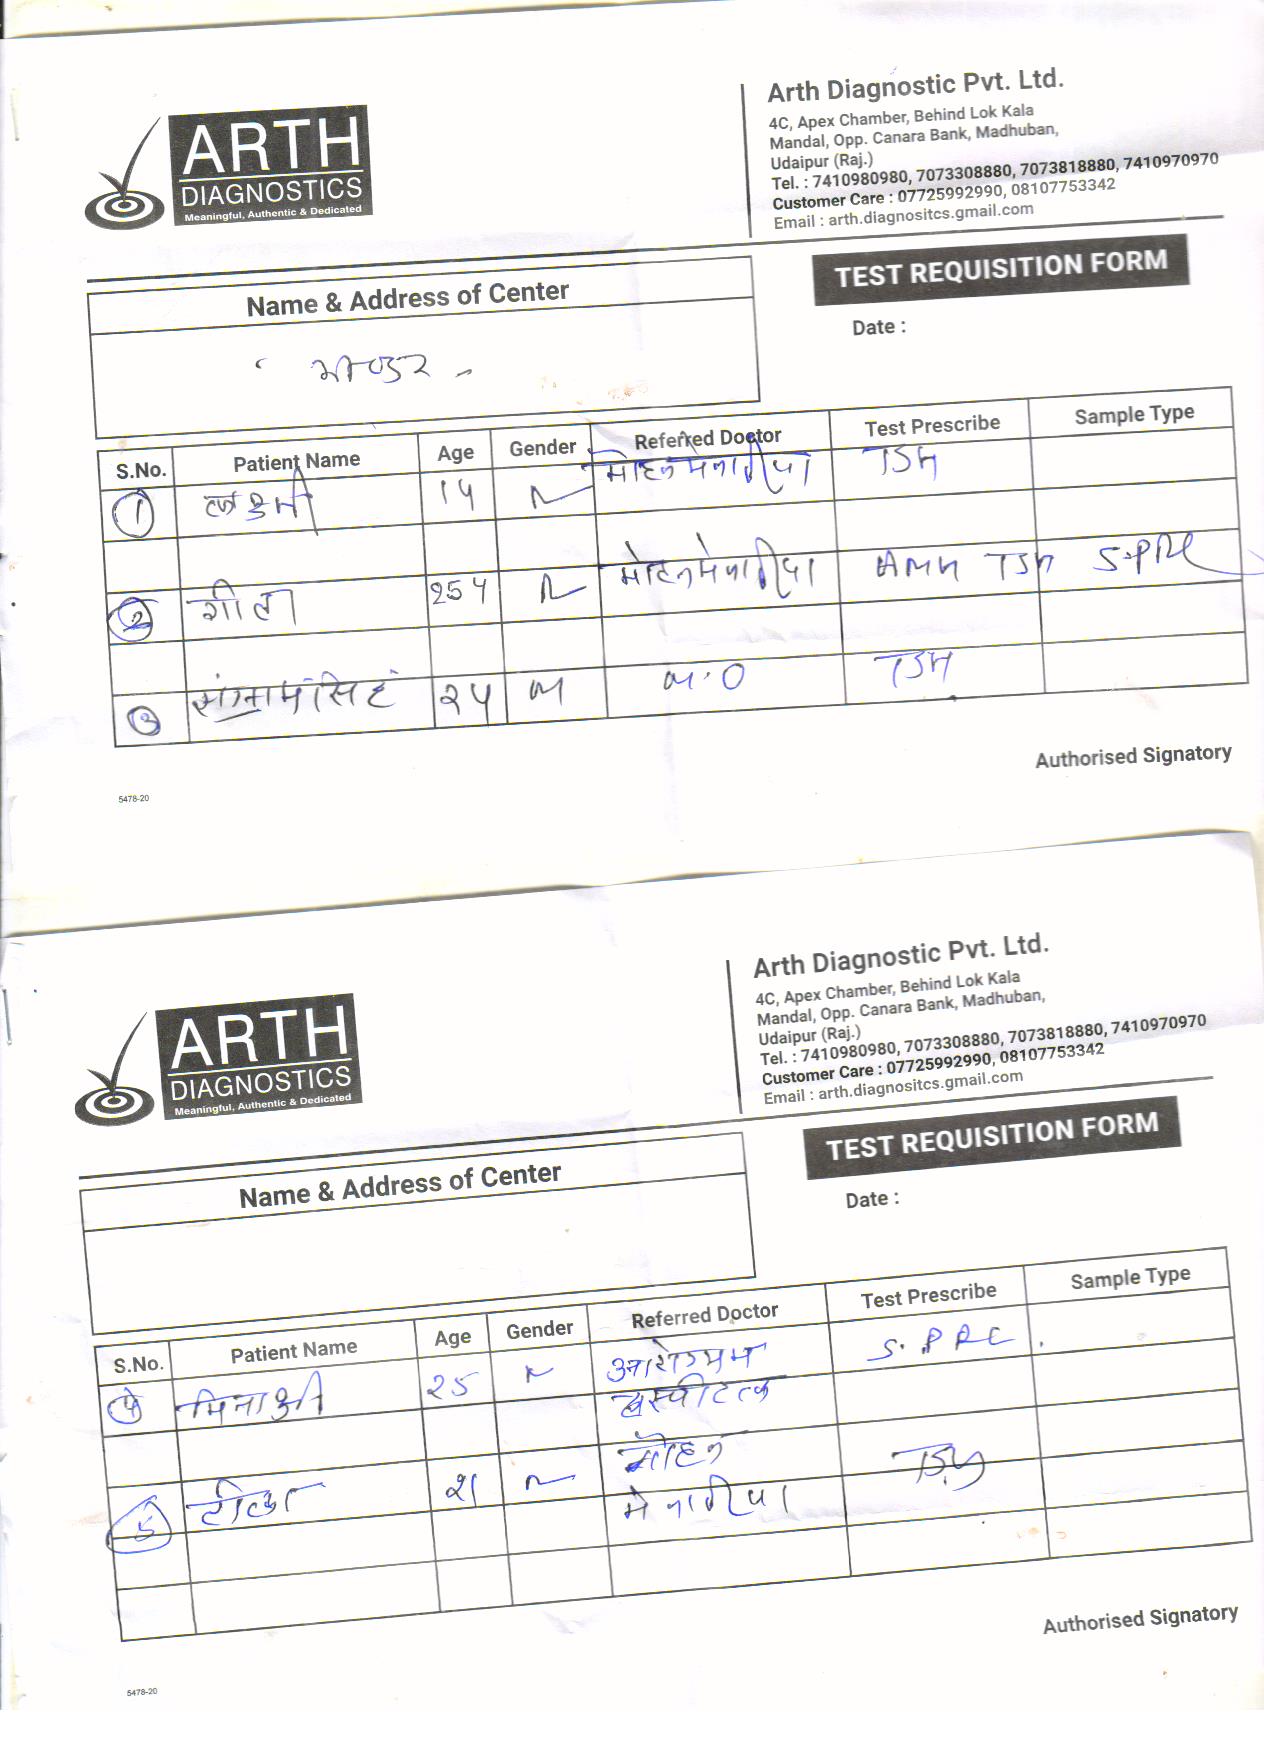 ARTH
DIAGNOSTICS
Meaningful, Authentic & Dedicated
Arth Diagnostic Pvt. Ltd.
4C, Apex Chamber, Behind Lok Kala
Mandal, Opp. Canara Bank, Madhuban,
Udaipur (Raj.)
Tel. : 7410980980, 7073308880, 7073818880, 7410970970
Customer Care : 07725992990, 08107753342
Email : arth.diagnositcs.gmail.com
TEST REQUISITION FORM
Name & Address of Center
Date :
S.No. Patient Name Age Gender Referred Doctor Test Prescribe Sample Type
1 मोहन मेनारीया TSH
2 गीता मोहन मेनारीया AMH TSH S.PRL
3 संग्रामसिहं २५ M M.O TSH
Authorised Signatory
5478-20
ARTH
DIAGNOSTICS
Meaningful, Authentic & Dedicated
Arth Diagnostic Pvt. Ltd.
4C, Apex Chamber, Behind Lok Kala
Mandal, Opp. Canara Bank, Madhuban,
Udaipur (Raj.)
Tel. : 7410980980, 7073308880, 7073818880, 7410970970
Customer Care : 07725992990, 08107753342
Email : arth.diagnositcs.gmail.com
TEST REQUISITION FORM
Name & Address of Center
Date :
S.No. Patient Name Age Gender Referred Doctor Test Prescribe Sample Type
25 S.PRL
मोहन
5 २१ मेनारीया TSH
Authorised Signatory
5478-20